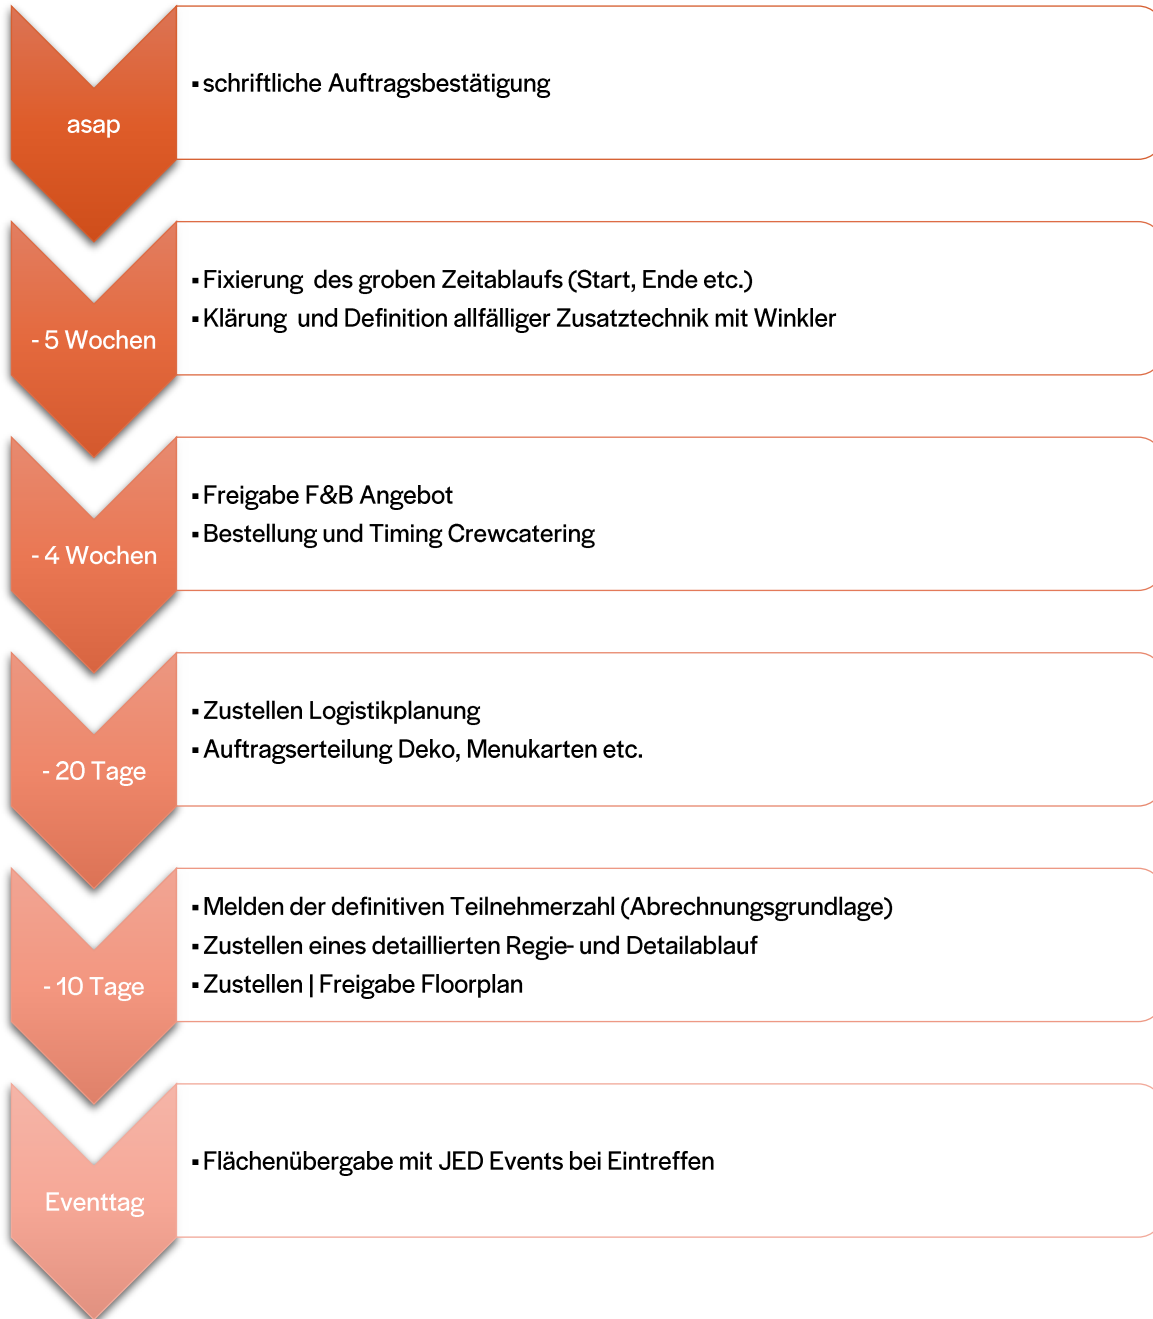 asap
▪ schriftliche Auftragsbestätigung
- 5 Wochen
▪ Fixierung des groben Zeitablaufs (Start, Ende etc.)
▪ Klärung und Definition allfälliger Zusatztechnik mit Winkler
- 4 Wochen
▪ Freigabe F&B Angebot
▪ Bestellung und Timing Crewcatering
- 20 Tage
▪ Zustellen Logistikplanung
▪ Auftragserteilung Deko, Menukarten etc.
- 10 Tage
▪ Melden der definitiven Teilnehmerzahl (Abrechnungsgrundlage)
▪ Zustellen eines detaillierten Regie- und Detailablauf
▪ Zustellen | Freigabe Floorplan
Eventtag
▪ Flächenübergabe mit JED Events bei Eintreffen